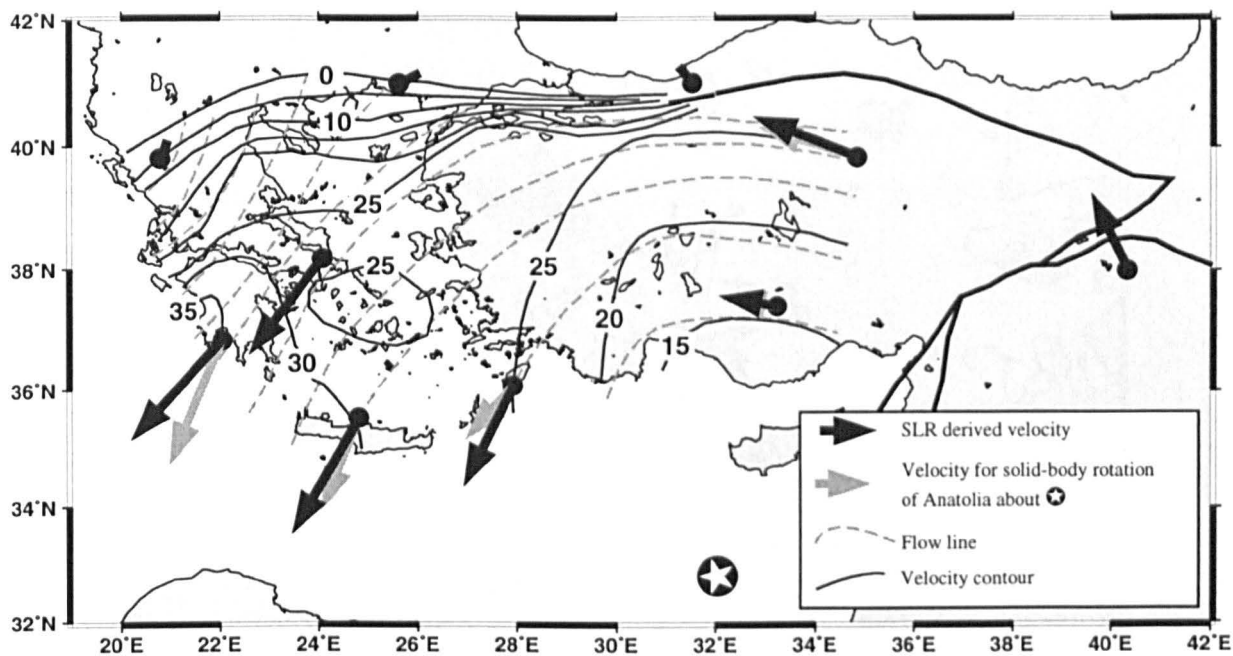 42°N
0
10
40°N
25
38°N
25
25
35
20
30
15
36°N
SLR derived velocity
Velocity for solid-body rotation
of Anatolia about
34°N
Flow line
Velocity contour
32°N
20°E 22°E 24°E 26°E 28°E 30°E 32°E 34°E 36°E 38°E 40°E 42°E